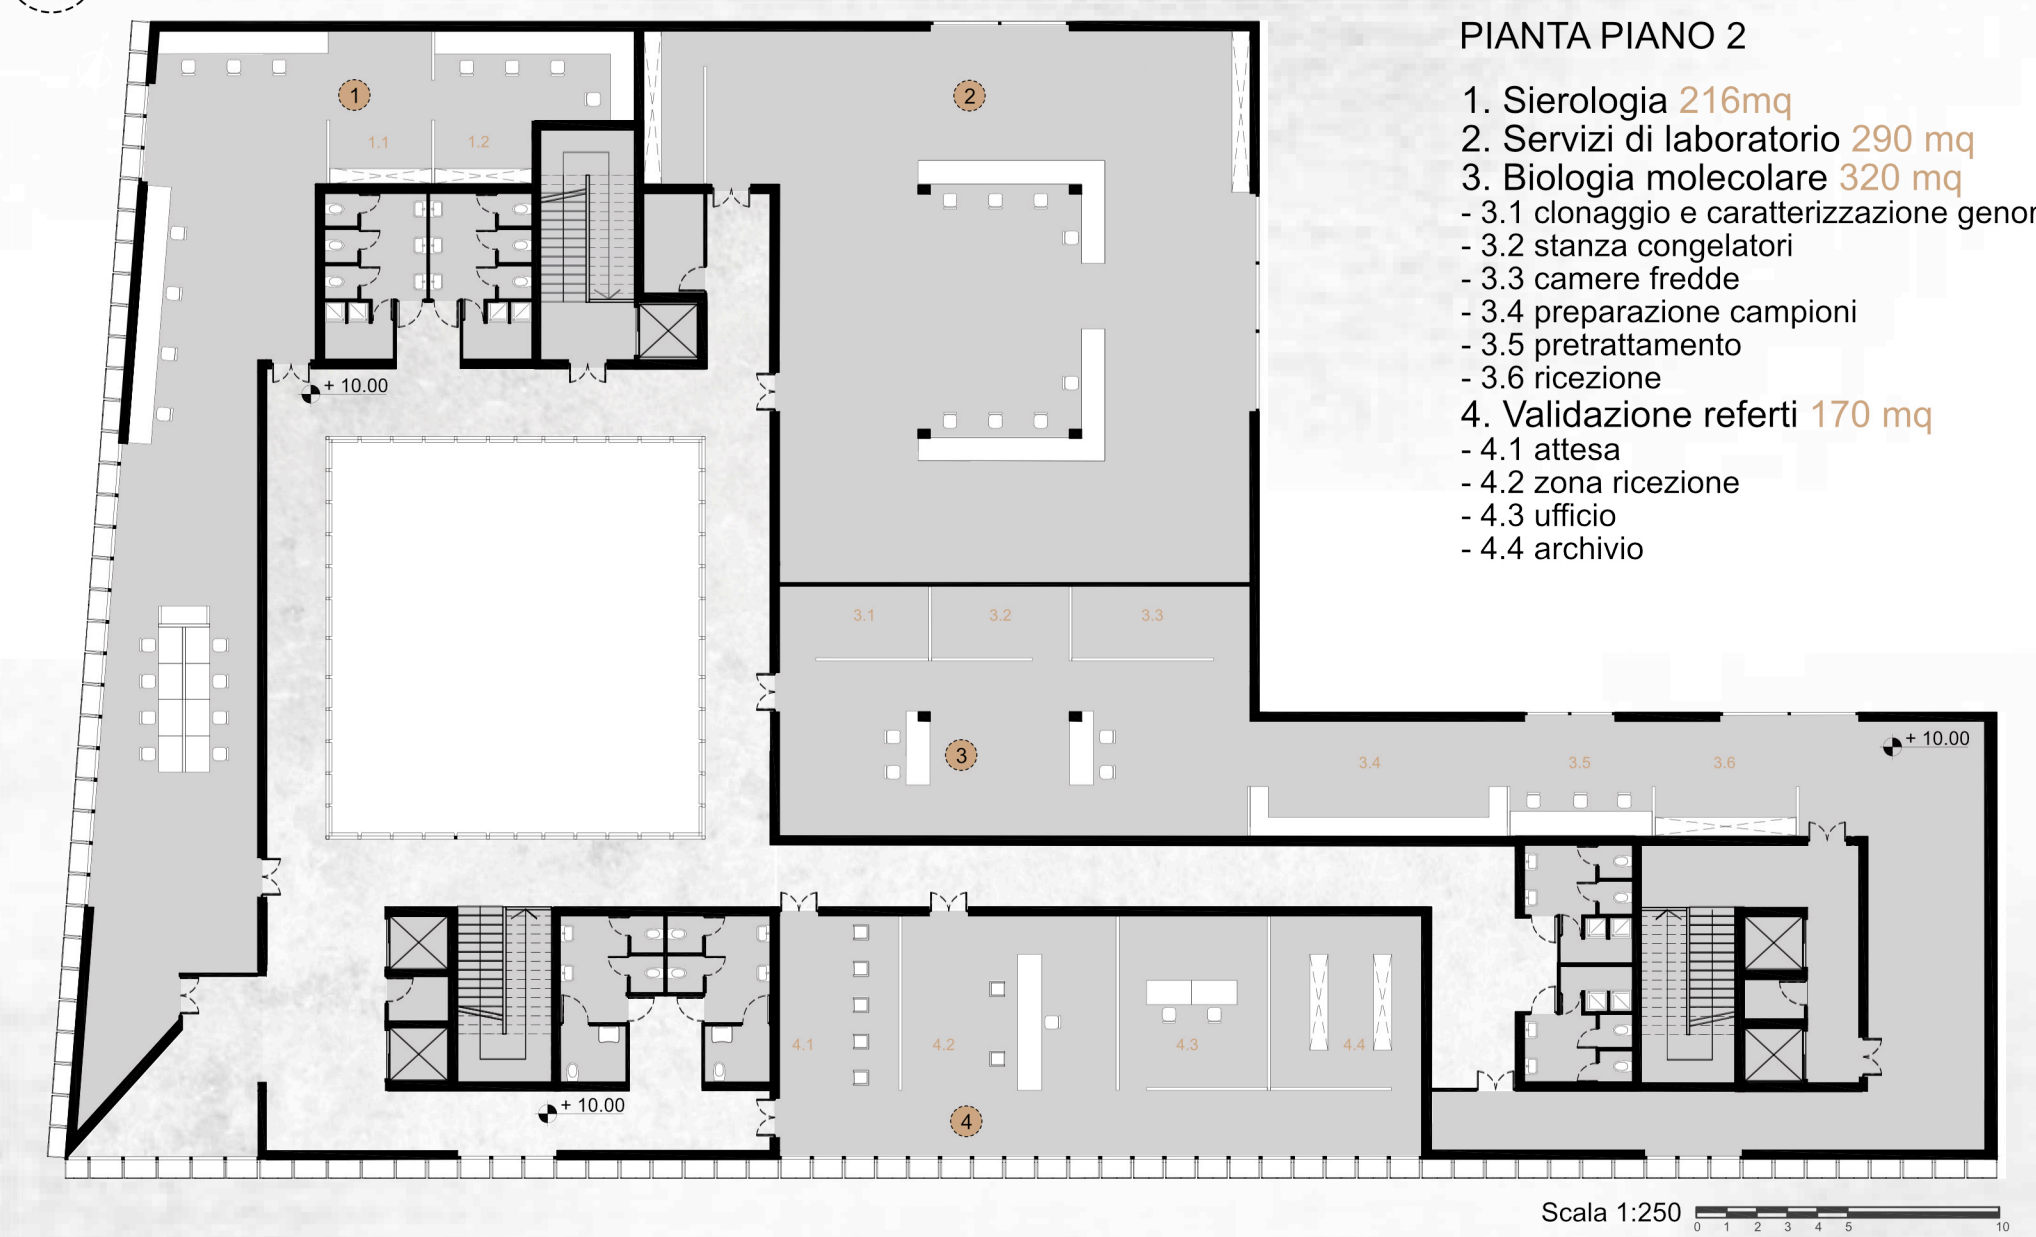 PIANTA PIANO 2
1. Sierologia 216mq
2. Servizi di laboratorio 290 mq
3. Biologia molecolare 320 mq
- 3.1 clonaggio e caratterizzazione
- 3.2 stanza congelatori
- 3.3 camere fredde
- 3.4 preparazione campioni
- 3.5 pretrattamento
- 3.6 ricezione
4. Validazione referti 170 mq
- 4.1 attesa
- 4.2 zona ricezione
- 4.3 ufficio
- 4.4 archivio
1
2
1.1
1.2
+ 10.00
3.1
3.2
3.3
3
3.4
3.5
3.6
+ 10.00
4.1
4.2
4.3
4.4
+ 10.00
4
Scala 1:250
0 1 2 3 4 5 10